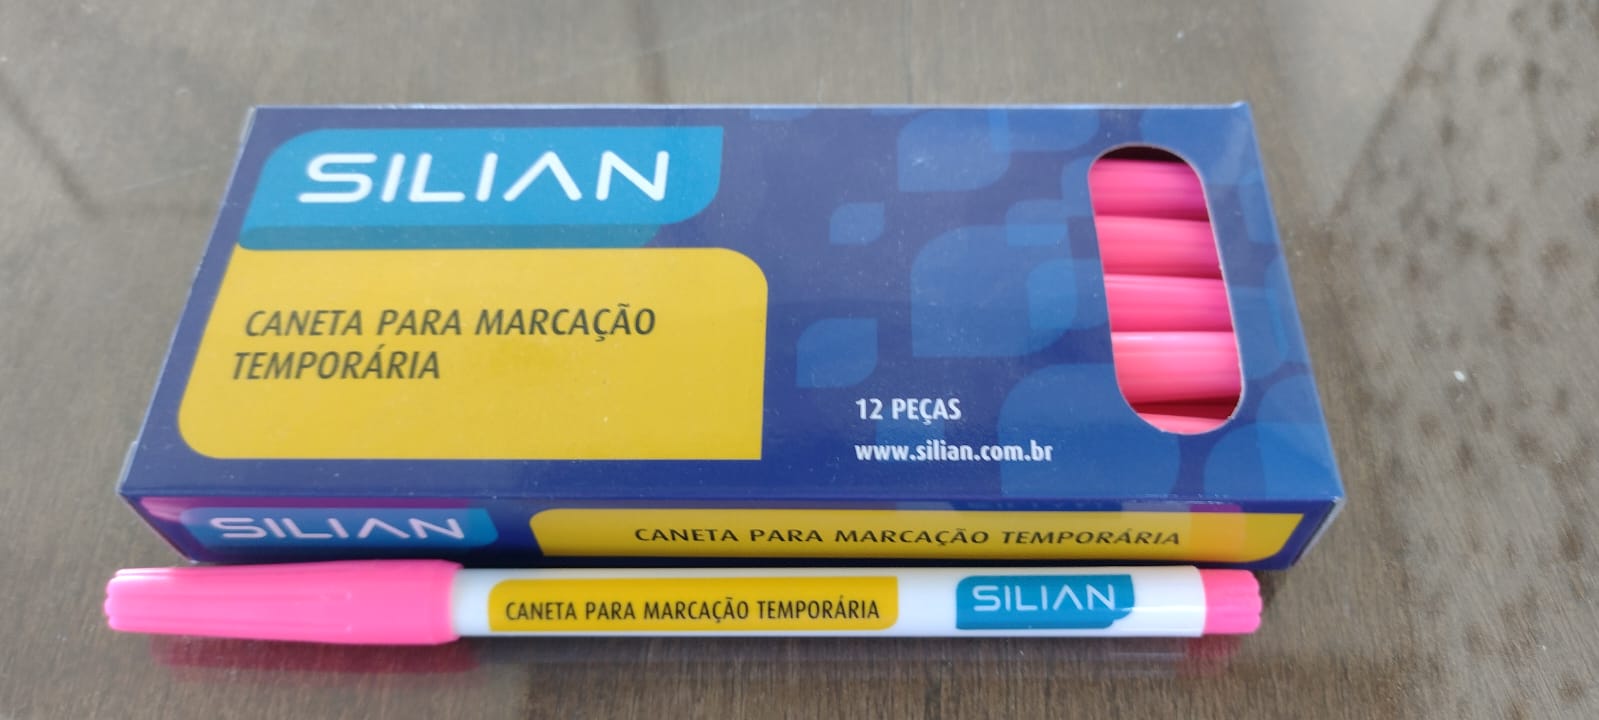 SILIAN
CANETA PARA MARCAÇÃO
TEMPORÁRIA
12 PEÇAS
www.silian.com.br
SILIAN
CANETA PARA MARCAÇÃO TEMPORÁRIA
CANETA PARA MARCAÇÃO TEMPORÁRIA
SILIAN